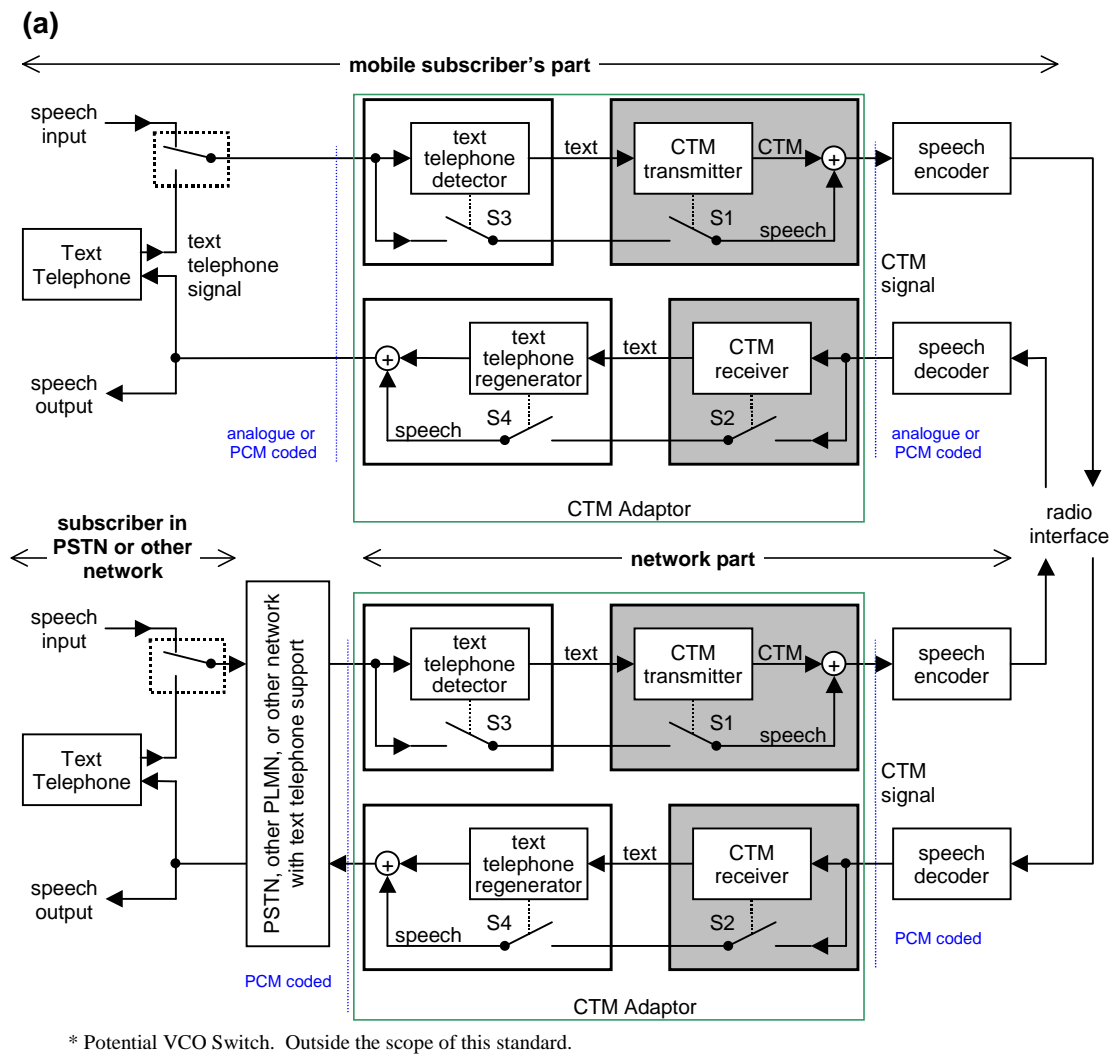 (a)
mobile subscriber's part
speech
input
text
telephone
detector
text
CTM
transmitter
CTM
+
speech
encoder
S3
S1
speech
Text
Telephone
text
telephone
signal
CTM
signal
+
text
telephone
regenerator
text
CTM
receiver
speech
decoder
speech
output
speech
S4
S2
analogue or
PCM coded
analogue or
PCM coded
CTM Adaptor
radio
interface
subscriber in
PSTN or other
network
network part
speech
input
PSTN, other PLMN, or other network
with text telephone support
text
telephone
detector
text
CTM
transmitter
CTM
+
speech
encoder
S3
S1
speech
Text
Telephone
CTM
signal
+
text
telephone
regenerator
text
CTM
receiver
speech
decoder
speech
output
speech
S4
S2
PCM coded
PCM coded
CTM Adaptor
* Potential VCO Switch. Outside the scope of this standard.